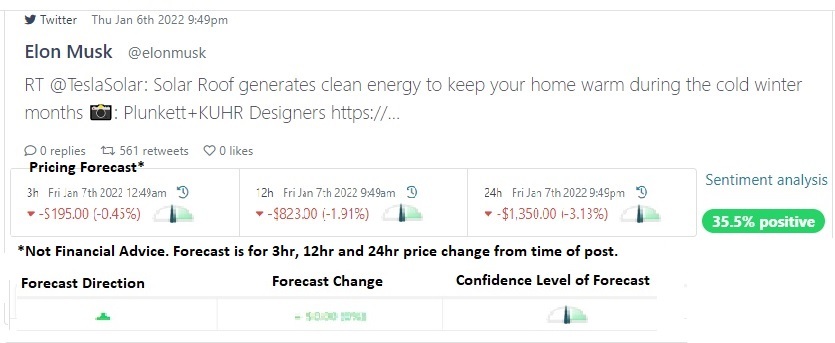 Twitter Thu Jan 6th 2022 9:49pm
Elon Musk @elonmusk
RT @TeslaSolar: Solar Roof generates clean energy to keep your home warm during the cold winter
months 📷: Plunkett+KUHR Designers https://…
0 replies 561 retweets 0 likes
Pricing Forecast*
3h Fri Jan 7th 2022 12:49am 12h Fri Jan 7th 2022 9:49am 24h Fri Jan 7th 2022 9:49pm
-$195.00 (-0.45%) -$823.00 (-1.91%) -$1,350.00 (-3.13%)
Sentiment analysis
35.5% positive
*Not Financial Advice. Forecast is for 3hr, 12hr and 24hr price change from time of post.
Forecast Direction Forecast Change Confidence Level of Forecast